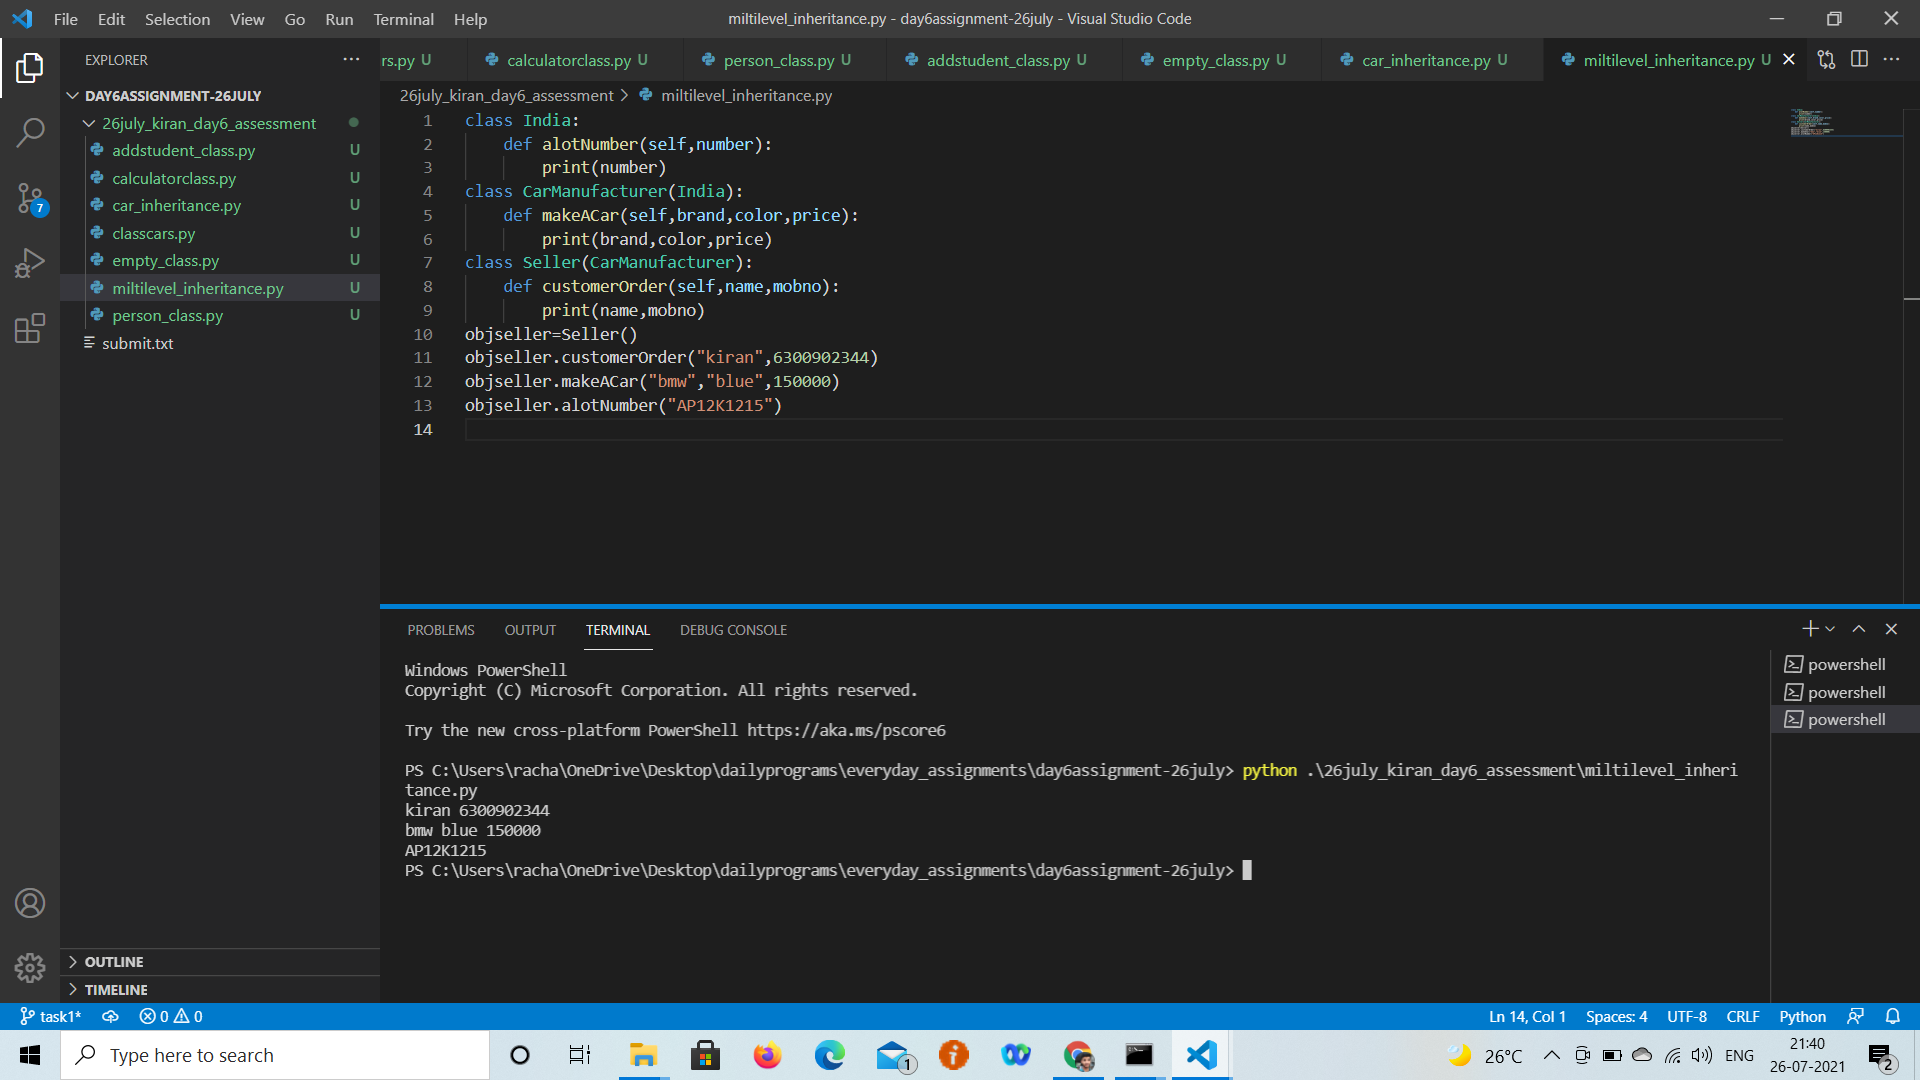 File Edit Selection View Go Run Terminal Help
miltilevel_inheritance.py - day6assignment-26july - Visual Studio Code
EXPLORER
rs.py U
calculatorclass.py U
person_class.py U
addstudent_class.py U
empty_class.py U
car_inheritance.py U
miltilevel_inheritance.py U
DAY6ASSIGNMENT-26JULY
26july_kiran_day6_assessment
addstudent_class.py U
calculatorclass.py U
car_inheritance.py U
classcars.py U
empty_class.py U
miltilevel_inheritance.py U
person_class.py U
submit.txt
7
OUTLINE
TIMELINE
26july_kiran_day6_assessment > miltilevel_inheritance.py
1 class India:
2 def alotNumber(self,number):
3 print(number)
4 class CarManufacturer(India):
5 def makeACar(self,brand,color,price):
6 print(brand,color,price)
7 class Seller(CarManufacturer):
8 def customerOrder(self,name,mobno):
9 print(name,mobno)
10 objseller=Seller()
11 objseller.customerOrder("kiran",6300902344)
12 objseller.makeACar("bmw","blue",150000)
13 objseller.alotNumber("AP12K1215")
14
PROBLEMS OUTPUT TERMINAL DEBUG CONSOLE
Windows PowerShell
Copyright (C) Microsoft Corporation. All rights reserved.
Try the new cross-platform PowerShell https://aka.ms/pscore6
PS C:\Users\racha\OneDrive\Desktop\dailyprograms\everyday_assignments\day6assignment-26july> python .\26july_kiran_day6_assessment\miltilevel_inheri
tance.py
kiran 6300902344
bmw blue 150000
AP12K1215
PS C:\Users\racha\OneDrive\Desktop\dailyprograms\everyday_assignments\day6assignment-26july>
powershell
powershell
powershell
task1* 0 0
Ln 14, Col 1 Spaces: 4 UTF-8 CRLF Python
Type here to search
1
26°C
ENG
21:40
26-07-2021
2